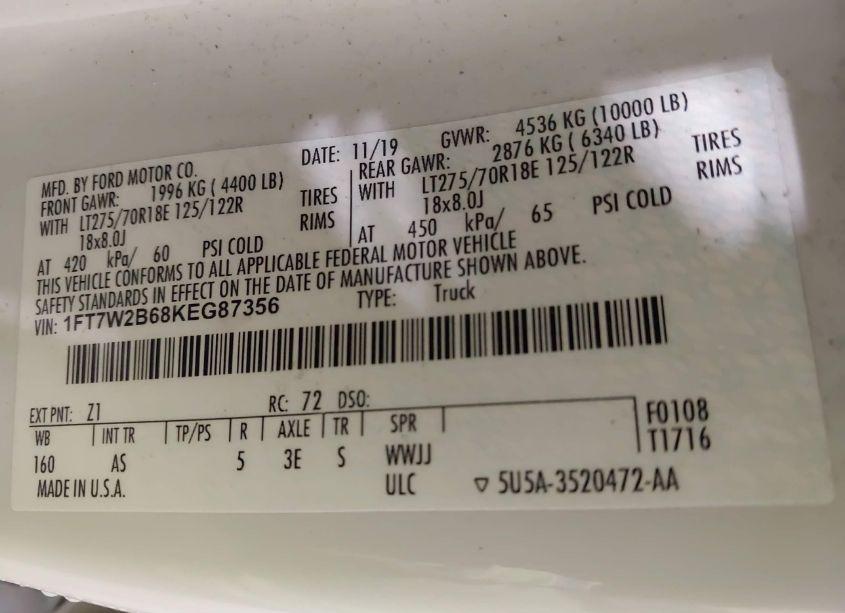 MFD. BY FORD MOTOR CO. DATE: 11/19 GVWR: 4536 KG (10000 LB)
FRONT GAWR: 1996 KG ( 4400 LB) REAR GAWR: 2876 KG ( 6340 LB)
WITH LT275/70R18E 125/122R TIRES WITH LT275/70R18E 125/122R TIRES
18x8.0J RIMS 18x8.0J RIMS
AT 420 kPa/ 60 PSI COLD AT 450 kPa/ 65 PSI COLD
THIS VEHICLE CONFORMS TO ALL APPLICABLE FEDERAL MOTOR VEHICLE
SAFETY STANDARDS IN EFFECT ON THE DATE OF MANUFACTURE SHOWN ABOVE.
VIN: 1FT7W2B68KEG87356 TYPE: Truck
EXT PNT: Z1 RC: 72 DSO:
WB INT TR TP/PS R AXLE TR SPR F0108
160 AS 5 3E S WWJJ T1716
MADE IN U.S.A. ULC ▽ 5U5A-3520472-AA